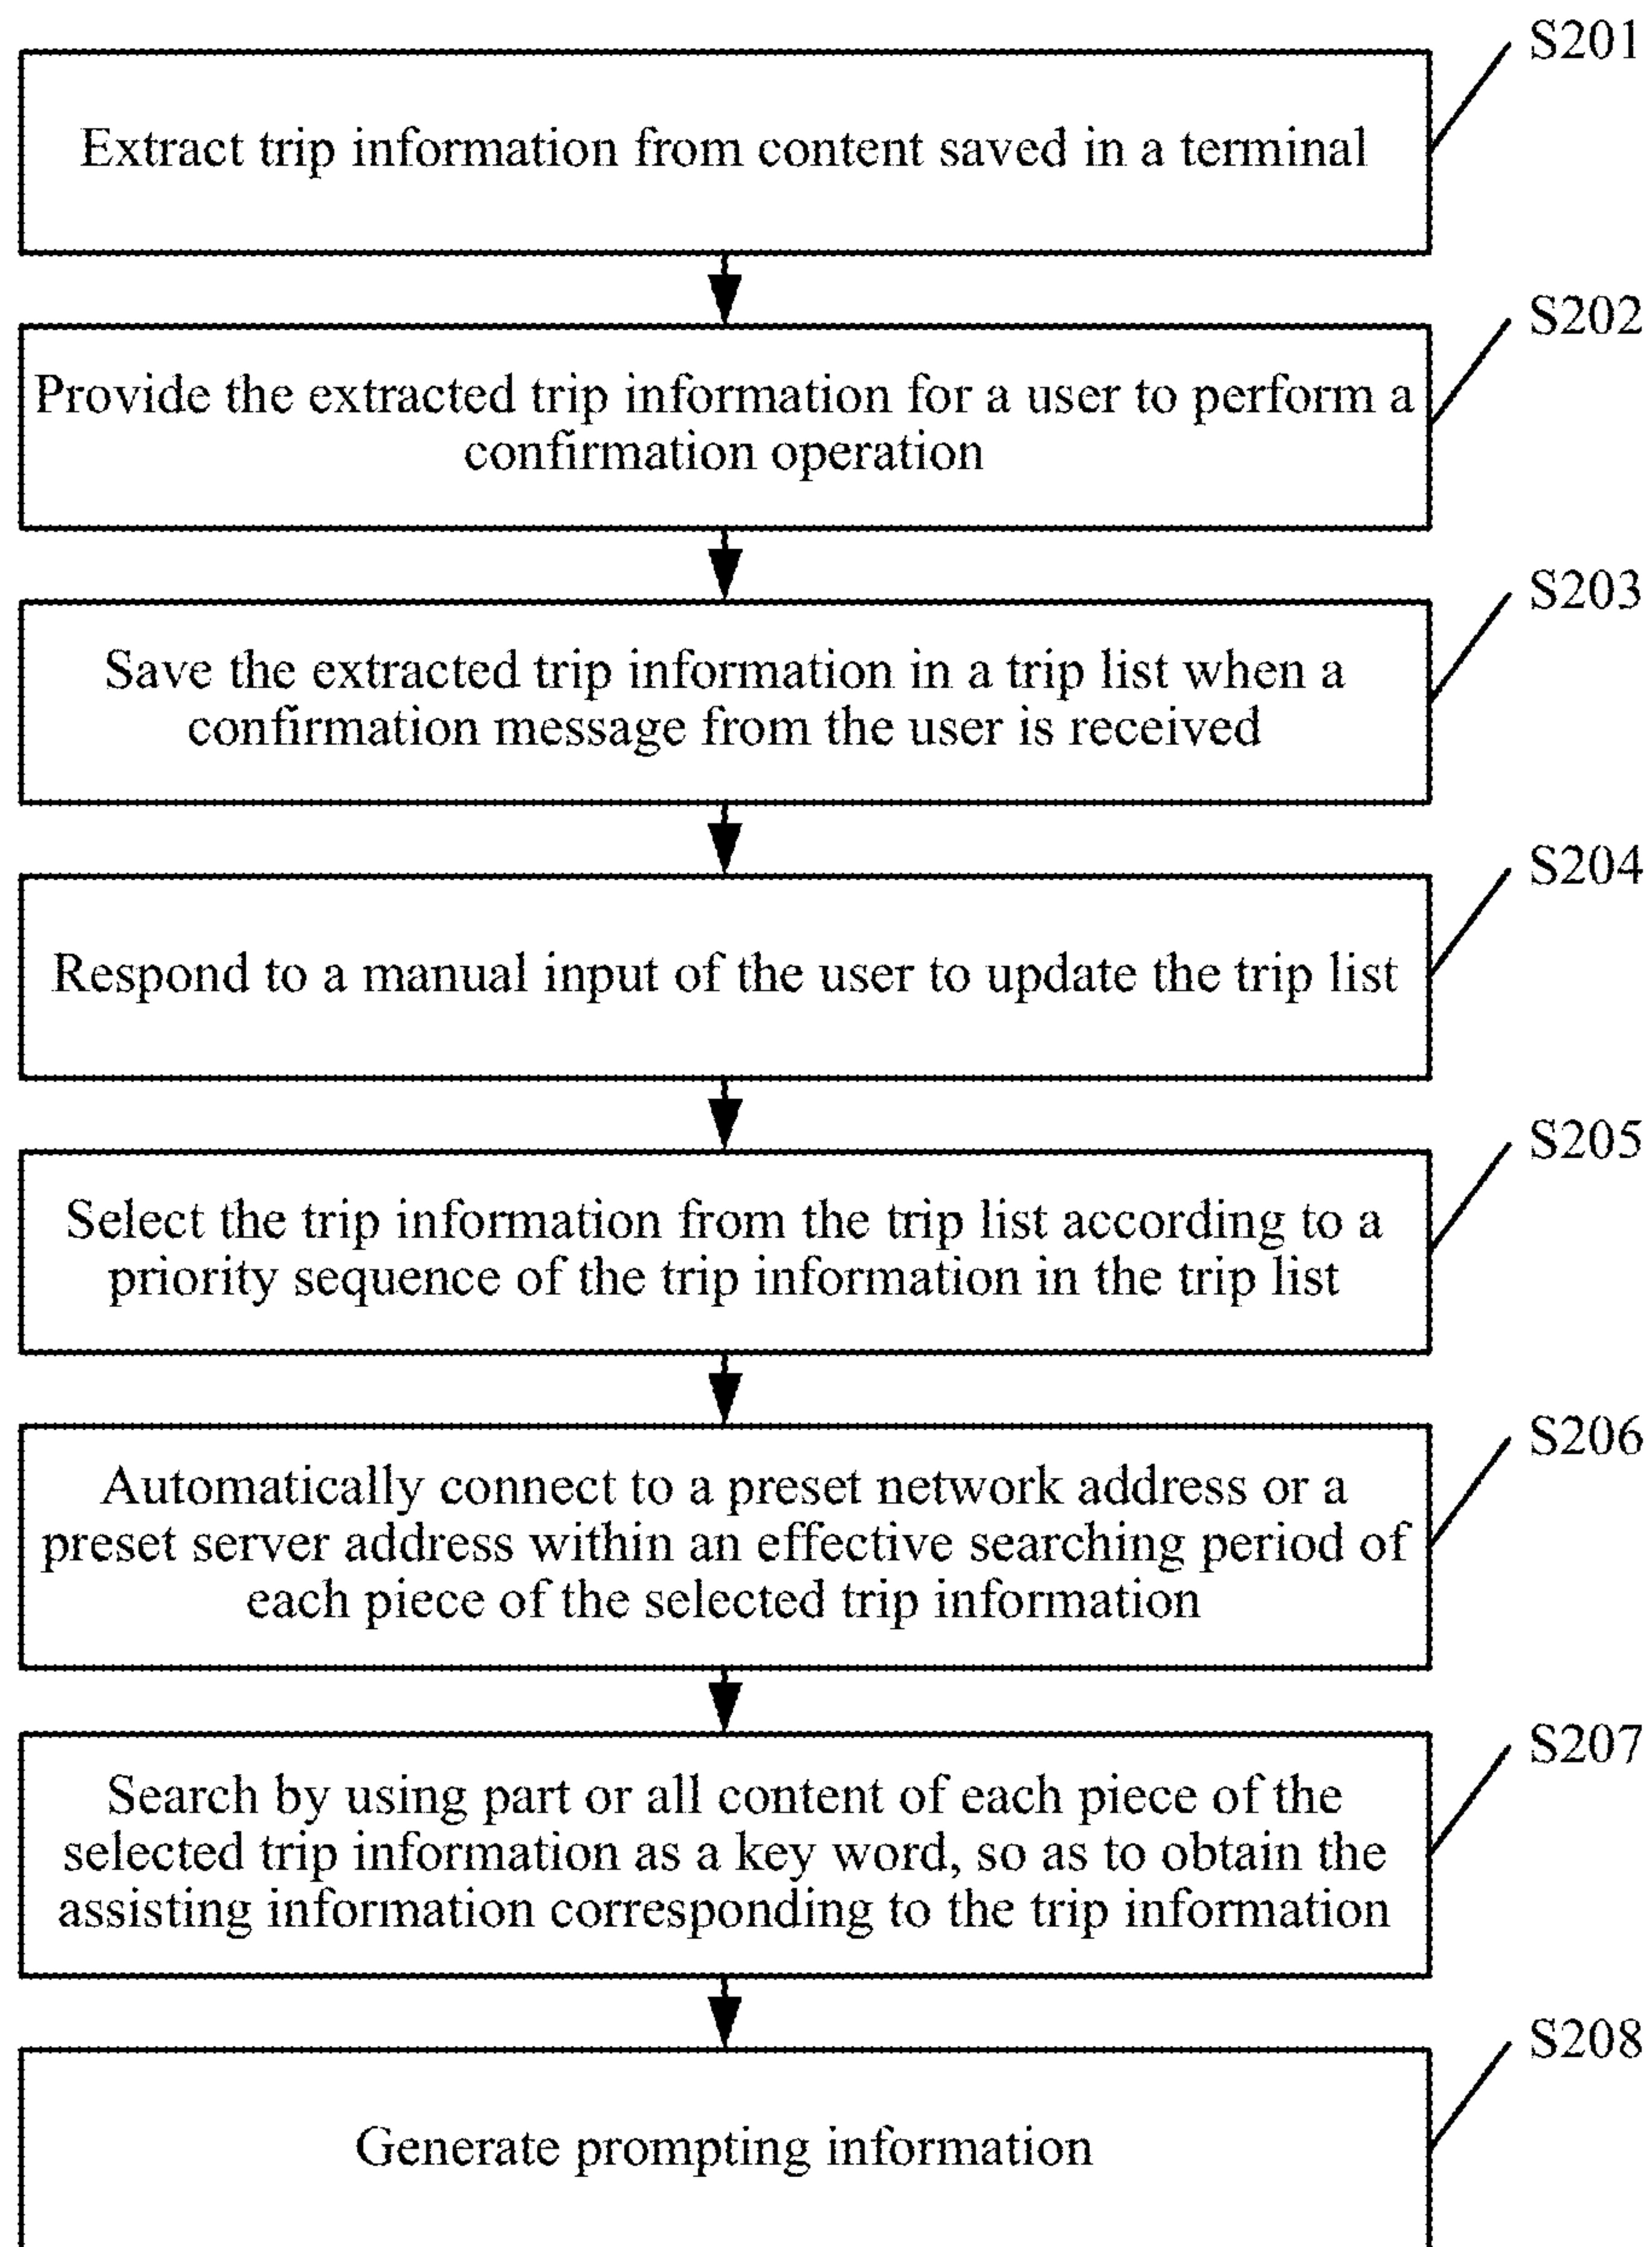 S201
Extract trip information from content saved in a terminal
S202
Provide the extracted trip information for a user to perform a
confirmation operation
S203
Save the extracted trip information in a trip list when a
confirmation message from the user is received
S204
Respond to a manual input of the user to update the trip list
S205
Select the trip information from the trip list according to a
priority sequence of the trip information in the trip list
S206
Automatically connect to a preset network address or a
preset server address within an effective searching period of
each piece of the selected trip information
S207
Search by using part or all content of each piece of the
selected trip information as a key word, so as to obtain the
assisting information corresponding to the trip information
S208
Generate prompting information